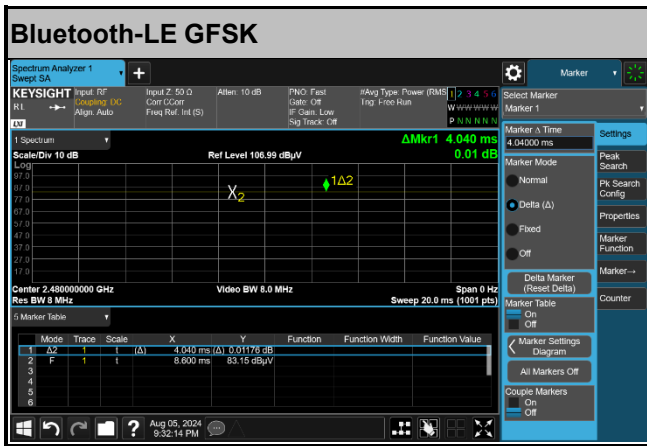 Bluetooth-LE GFSK
Spectrum Analyzer 1
Swept SA
+
Marker
KEYSIGHT
RL
LXI
Input: RF
Coupling: DC
Align: Auto
Input Z: 50 Ω
Corr CCorr
Freq Ref: Int (S)
Atten: 10 dB
PNO: Fast
Gate: Off
IF Gain: Low
Sig Track: Off
#Avg Type: Power (RMS
Trig: Free Run
1 2 3 4 5 6
W W W W W W
P N N N N N
Select Marker
Marker 1
1 Spectrum
ΔMkr1 4.040 ms
0.01 dB
Scale/Div 10 dB
Ref Level 106.99 dBµV
Log
97.0
87.0
77.0
67.0
57.0
47.0
37.0
27.0
17.0
X2
1Δ2
Center 2.480000000 GHz
Video BW 8.0 MHz
Span 0 Hz
Res BW 8 MHz
Sweep 20.0 ms (1001 pts)
5 Marker Table
Mode Trace Scale X Y Function Function Width Function Value
1 Δ2 1 t (Δ) 4.040 ms (Δ) 0.01176 dB
2 F 1 t 8.600 ms 83.15 dBµV
3
4
5
6
Marker Δ Time
4.04000 ms
Marker Mode
Normal
Delta (Δ)
Fixed
Off
Delta Marker
(Reset Delta)
Marker Table
On
Off
Marker Settings
Diagram
All Markers Off
Couple Markers
On
Off
Settings
Peak
Search
Pk Search
Config
Properties
Marker
Function
Marker→
Counter
?
Aug 05, 2024
9:32:14 PM